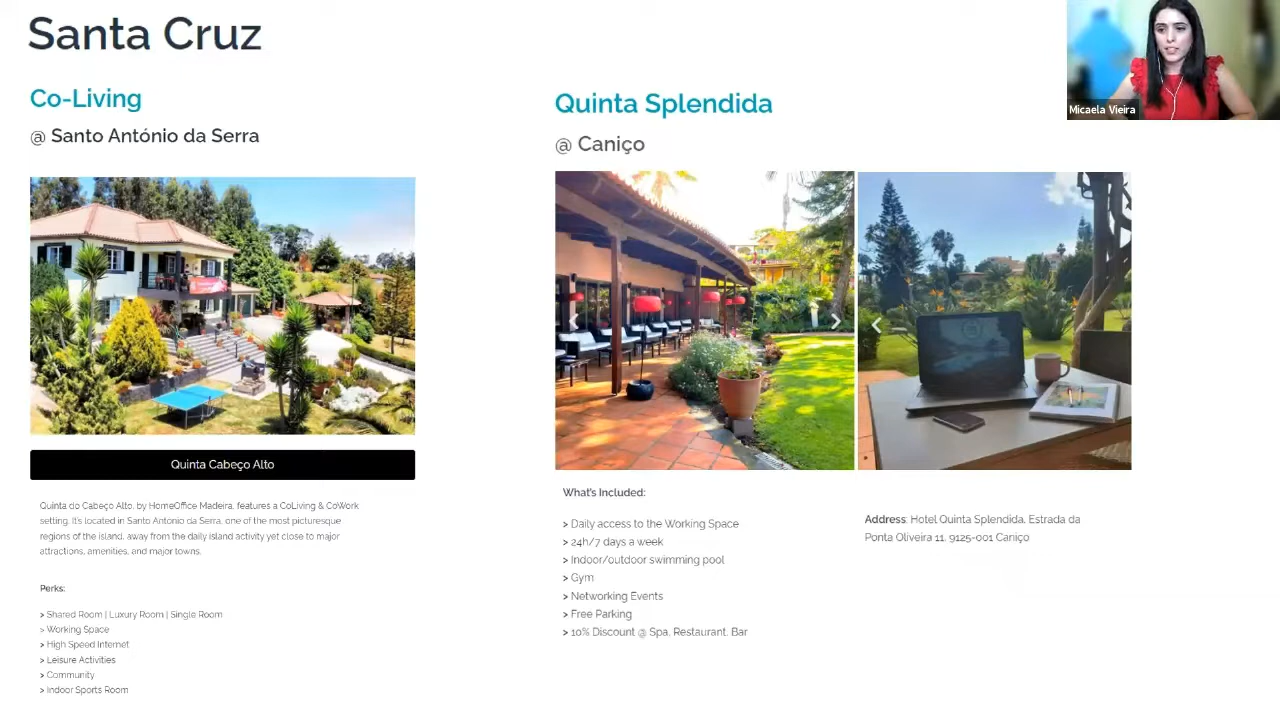 Santa Cruz
Co-Living
@ Santo António da Serra
Quinta Cabeço Alto
Quinta do Cabeço Alto, by HomeOffice Madeira, features a CoLiving & CoWork
setting. It's located in Santo Antonio da Serra, one of the most picturesque
regions of the island, away from the daily island activity yet close to major
attractions, amenities, and major towns.
Perks:
> Shared Room | Luxury Room | Single Room
> Working Space
> High Speed Internet
> Leisure Activities
> Community
> Indoor Sports Room
Quinta Splendida
@ Caniço
What's Included:
> Daily access to the Working Space
> 24h/7 days a week
> Indoor/outdoor swimming pool
> Gym
> Networking Events
> Free Parking
> 10% Discount @ Spa, Restaurant, Bar
Address: Hotel Quinta Splendida, Estrada da
Ponta Oliveira 11, 9125-001 Caniço
Micaela Vieira